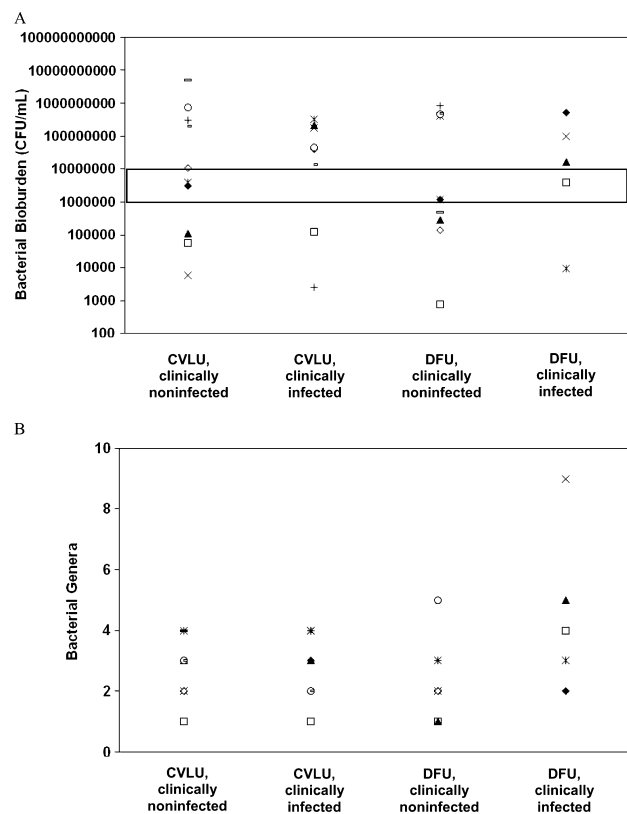 A
Bacterial Bioburden (CFU/mL)
100000000000
10000000000
1000000000
100000000
10000000
1000000
100000
10000
1000
100
CVLU,
clinically
noninfected
CVLU,
clinically
infected
DFU,
clinically
noninfected
DFU,
clinically
infected
B
Bacterial Genera
10
8
6
4
2
0
CVLU,
clinically
noninfected
CVLU,
clinically
infected
DFU,
clinically
noninfected
DFU,
clinically
infected